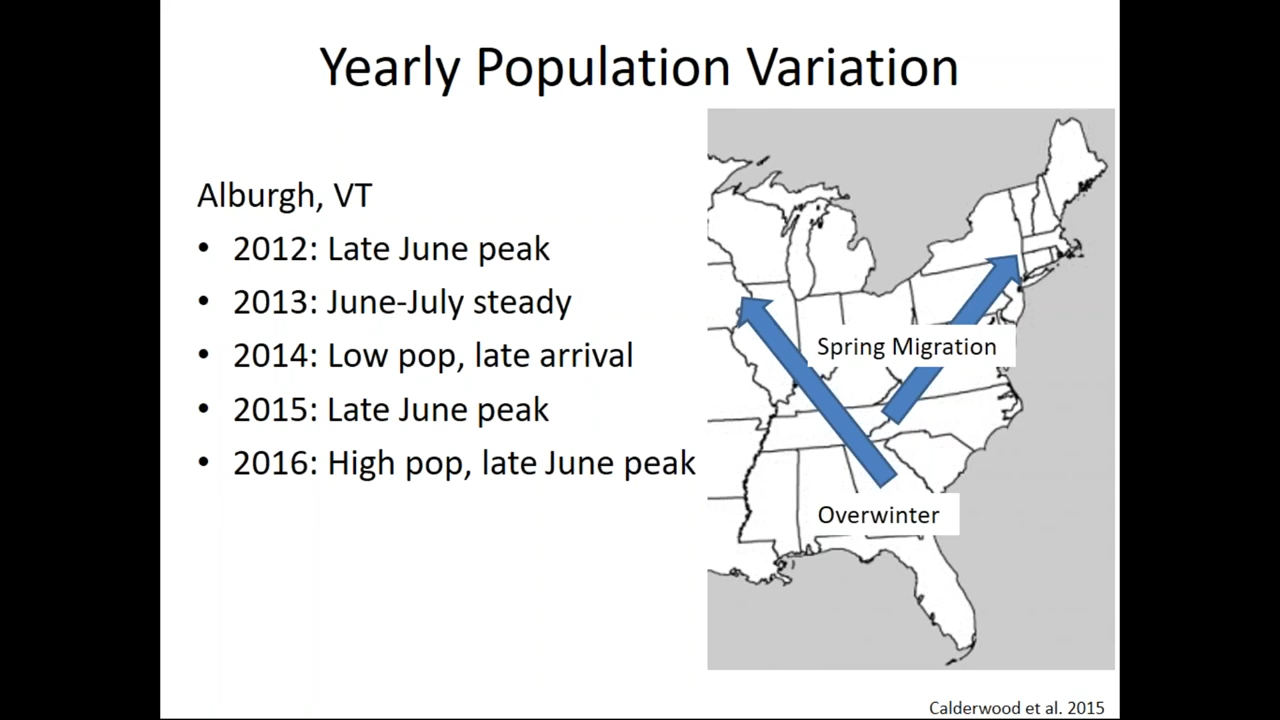 Yearly Population Variation
Alburgh, VT
• 2012: Late June peak
• 2013: June-July steady
• 2014: Low pop, late arrival
• 2015: Late June peak
• 2016: High pop, late June peak
Spring Migration
Overwinter
Calderwood et al. 2015